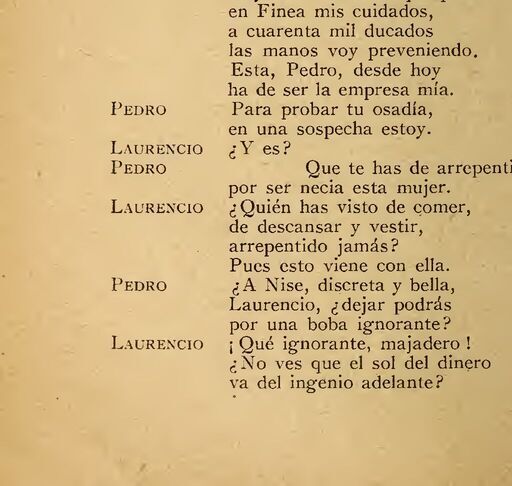 en Finea mis cuidados,
a cuarenta mil ducados
las manos voy preveniendo.
Esta, Pedro, desde hoy
ha de ser la empresa mía.
PEDRO Para probar tu osadía,
en una sospecha estoy.
LAURENCIO ¿Y es?
PEDRO Que te has de arrepenti
por ser necia esta mujer.
LAURENCIO ¿Quién has visto de comer,
de descansar y vestir,
arrepentido jamás?
Pues esto viene con ella.
PEDRO ¿A Nise, discreta y bella,
Laurencio, ¿dejar podrás
por una boba ignorante?
LAURENCIO ¡Qué ignorante, majadero!
¿No ves que el sol del dinero
va del ingenio adelante?